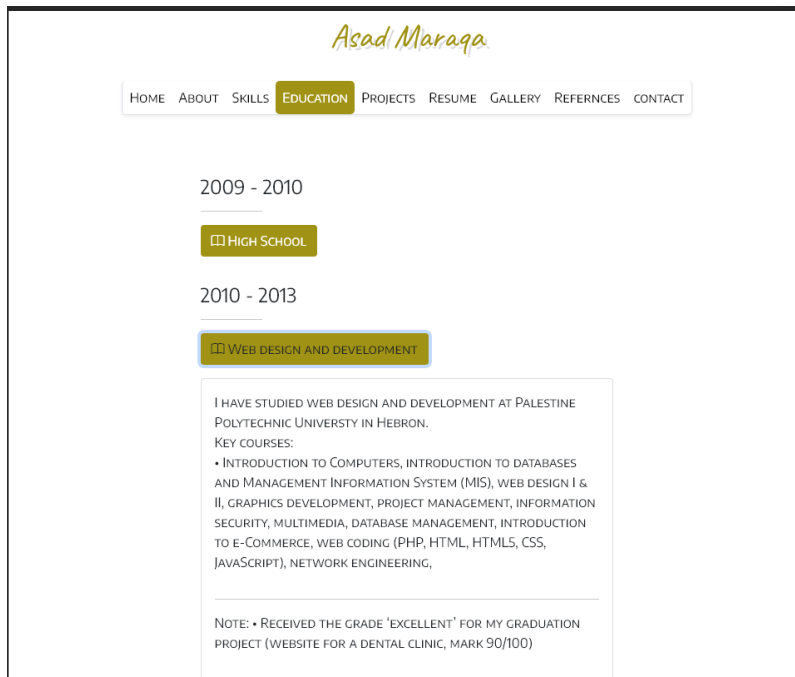 Asad Maraqa
Home About Skills Education Projects Resume Gallery Refernces contact
2009 - 2010
High School
2010 - 2013
Web design and development
I have studied web design and development at Palestine
Polytechnic Universty in Hebron.
Key courses:
• Introduction to Computers, introduction to databases
and Management Information System (MIS), web design I &
II, graphics development, project management, information
security, multimedia, database management, introduction
to e-Commerce, web coding (PHP, HTML, HTML5, CSS,
JavaScript), network engineering,
Note: • Received the grade ‘excellent’ for my graduation
project (website for a dental clinic, mark 90/100)